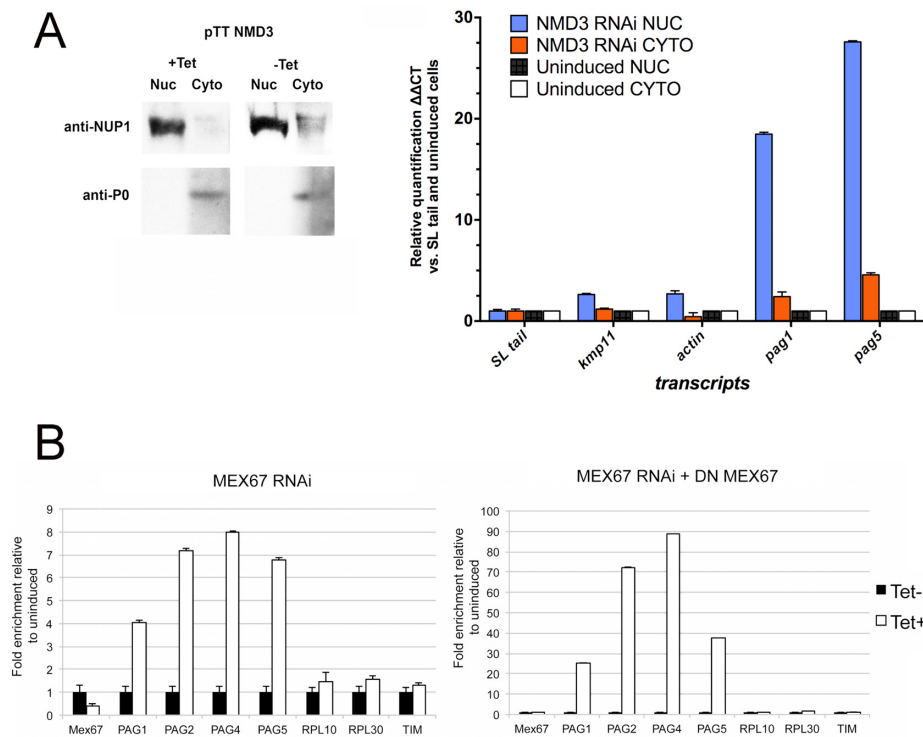 A
pTT NMD3
+Tet -Tet
Nuc Cyto Nuc Cyto
anti-NUP1
anti-P0
Relative quantification ΔΔCT
vs. SL tail and uninduced cells
30
20
10
0
NMD3 RNAi NUC
NMD3 RNAi CYTO
Uninduced NUC
Uninduced CYTO
SL tail
kmp11
actin
pag1
pag5
transcripts
B
MEX67 RNAi
Fold enrichment relative
to uninduced
9
8
7
6
5
4
3
2
1
0
Mex67 PAG1 PAG2 PAG4 PAG5 RPL10 RPL30 TIM
MEX67 RNAi + DN MEX67
Fold enrichment relative
to uninduced
100
90
80
70
60
50
40
30
20
10
0
Mex67 PAG1 PAG2 PAG4 PAG5 RPL10 RPL30 TIM
Tet-
Tet+